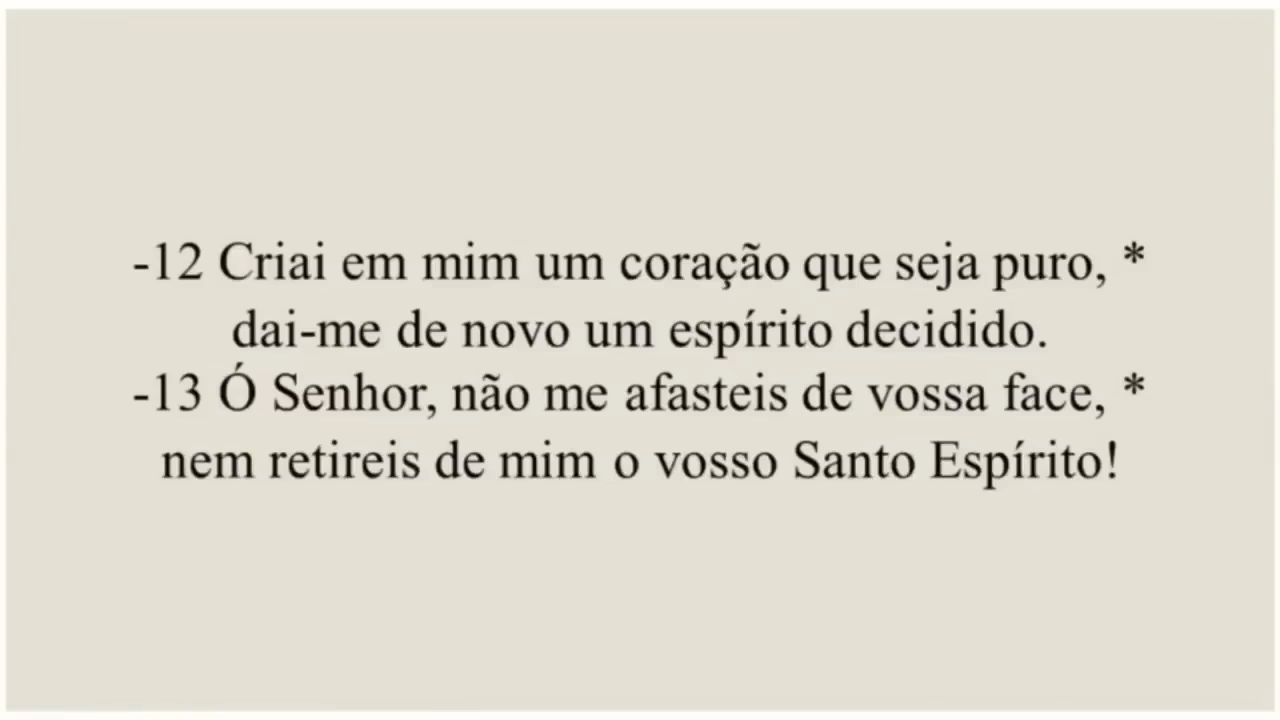 -12 Criai em mim um coração que seja puro, *
dai-me de novo um espírito decidido.
-13 Ó Senhor, não me afasteis de vossa face, *
nem retireis de mim o vosso Santo Espírito!